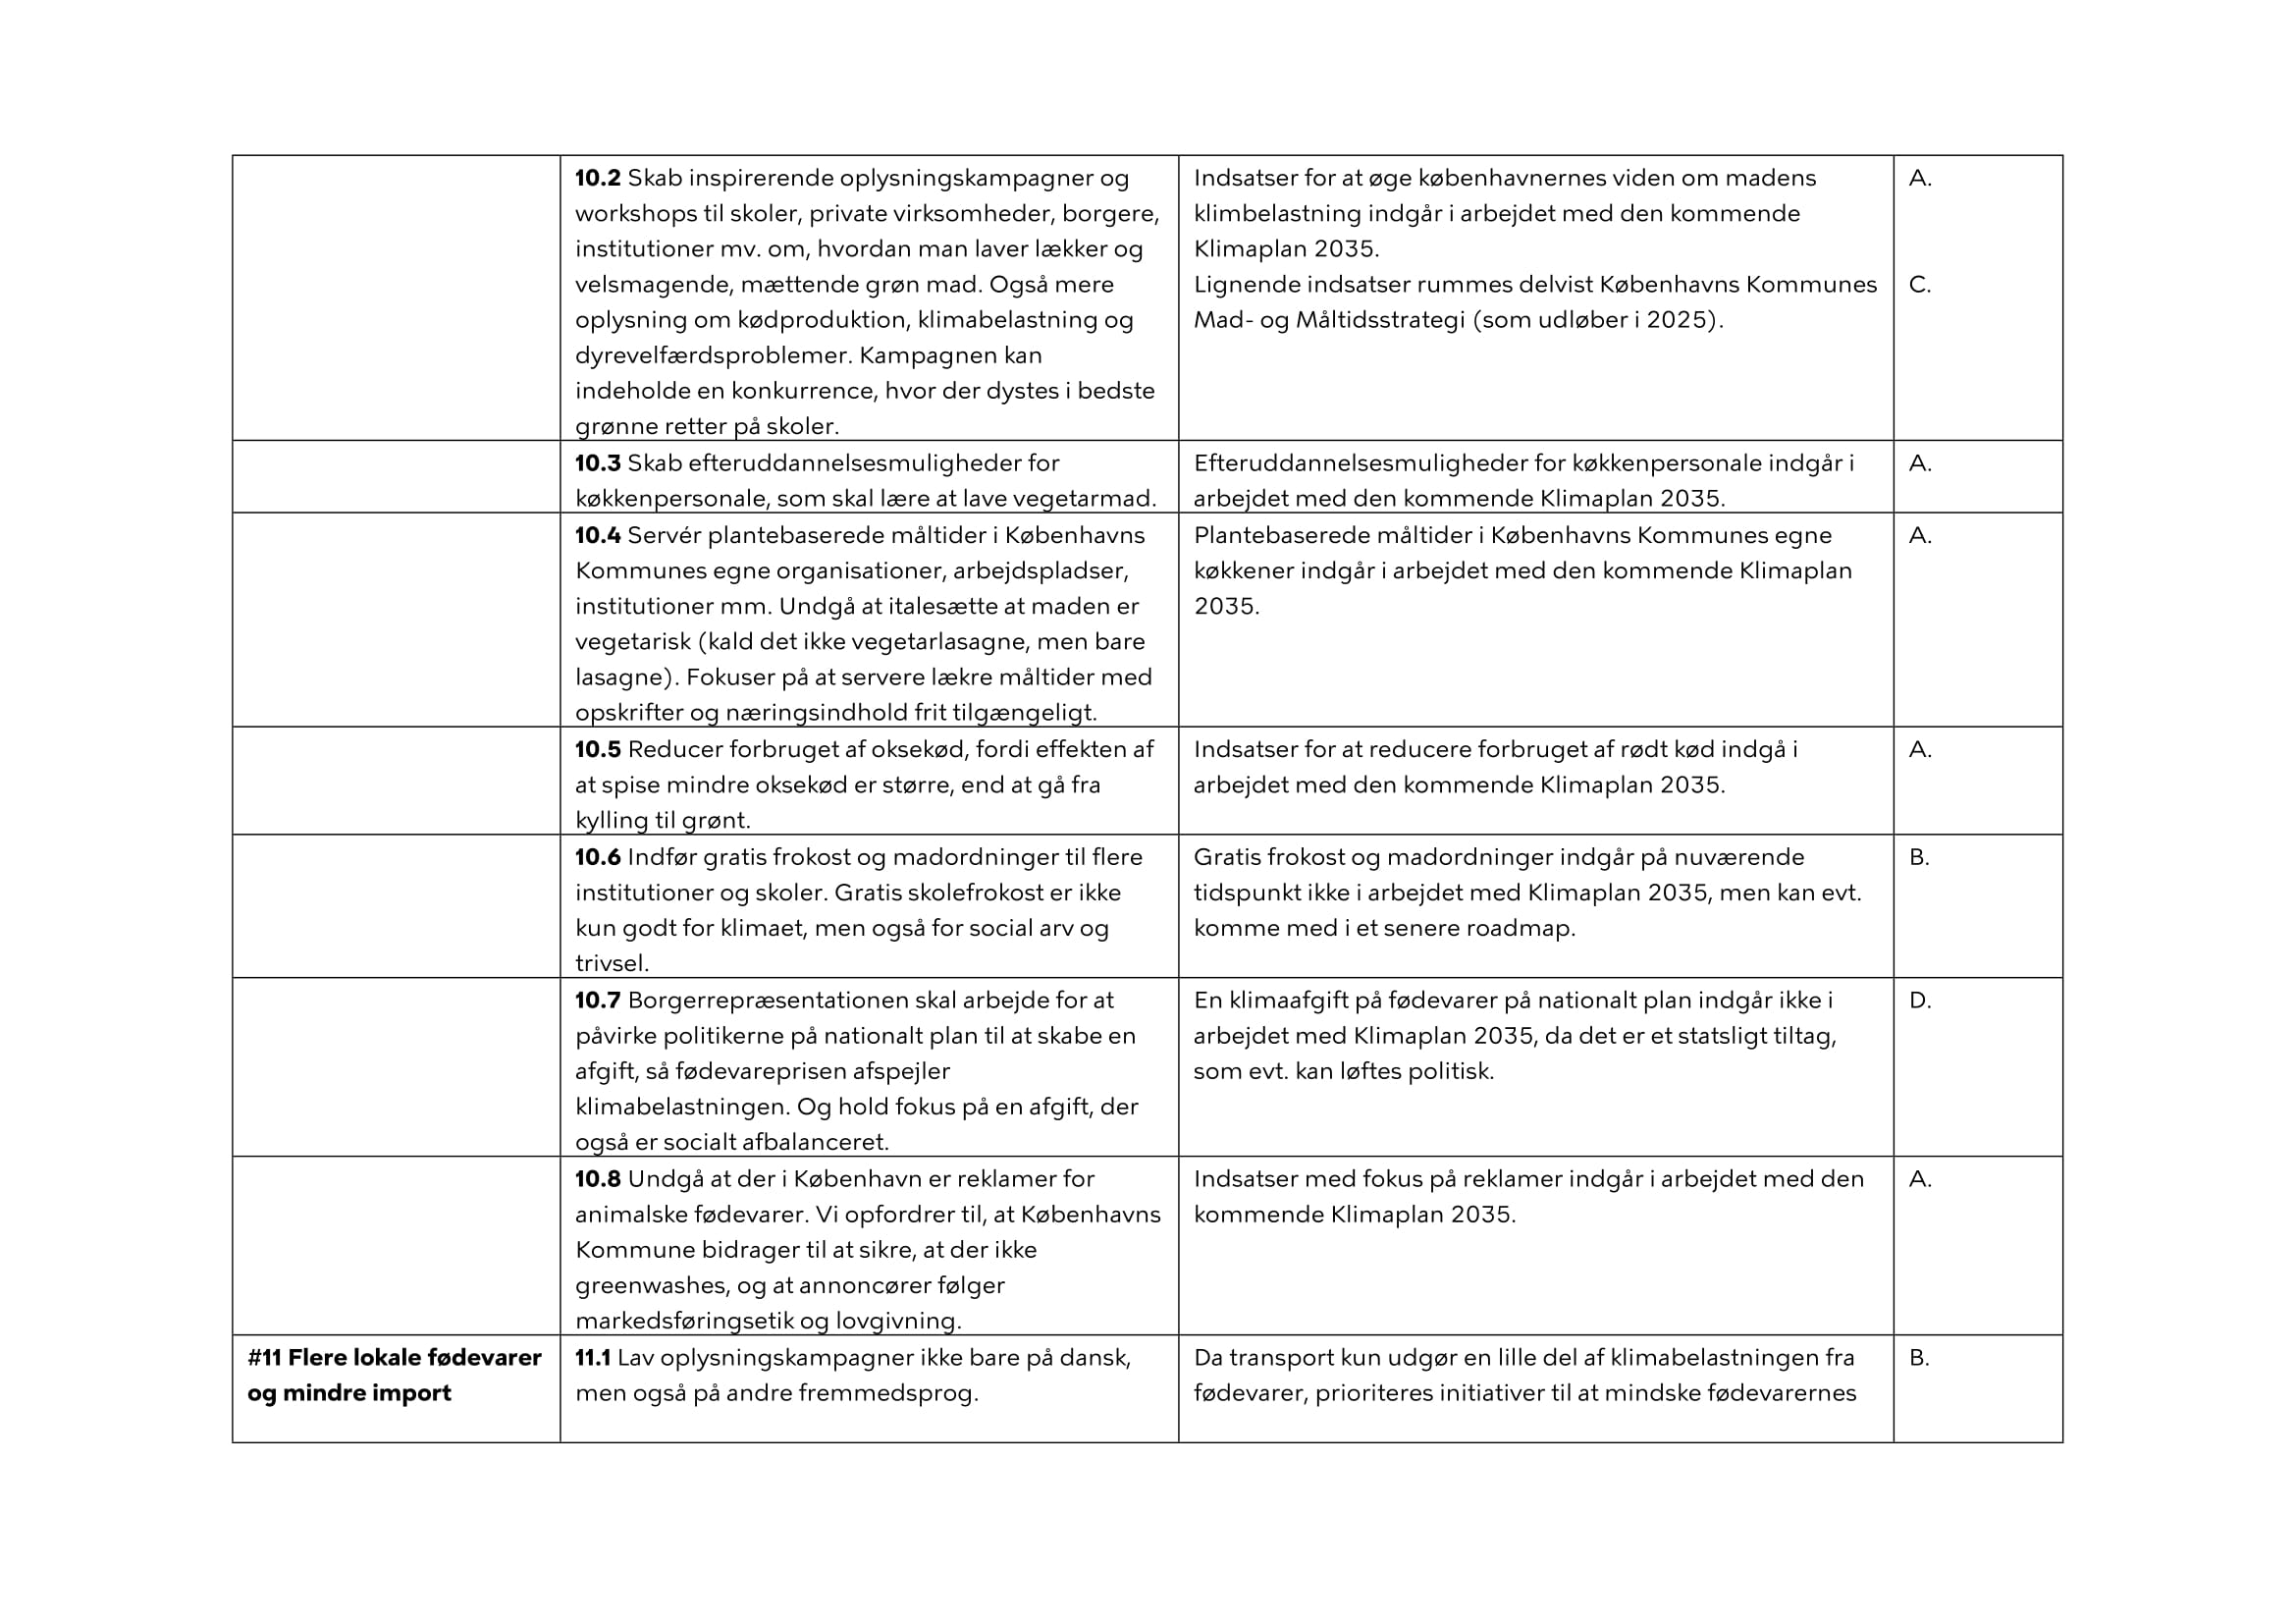 10.2 Skab inspirerende oplysningskampagner og
workshops til skoler, private virksomheder, borgere,
institutioner mv. om, hvordan man laver lækker og
velsmagende, mættende grøn mad. Også mere
oplysning om kødproduktion, klimabelastning og
dyrevelfærdsproblemer. Kampagnen kan
indeholde en konkurrence, hvor der dystes i bedste
grønne retter på skoler.
Indsatser for at øge københavnernes viden om madens
klimbelastning indgår i arbejdet med den kommende
Klimaplan 2035.
Lignende indsatser rummes delvist Københavns Kommunes
Mad- og Måltidsstrategi (som udløber i 2025).
A.
C.
10.3 Skab efteruddannelsesmuligheder for
køkkenpersonale, som skal lære at lave vegetarmad.
Efteruddannelsesmuligheder for køkkenpersonale indgår i
arbejdet med den kommende Klimaplan 2035.
A.
10.4 Servér plantebaserede måltider i Københavns
Kommunes egne organisationer, arbejdspladser,
institutioner mm. Undgå at italesætte at maden er
vegetarisk (kald det ikke vegetarlasagne, men bare
lasagne). Fokuser på at servere lækre måltider med
opskrifter og næringsindhold frit tilgængeligt.
Plantebaserede måltider i Københavns Kommunes egne
køkkener indgår i arbejdet med den kommende Klimaplan
2035.
A.
10.5 Reducer forbruget af oksekød, fordi effekten af
at spise mindre oksekød er større, end at gå fra
kylling til grønt.
Indsatser for at reducere forbruget af rødt kød indgå i
arbejdet med den kommende Klimaplan 2035.
A.
10.6 Indfør gratis frokost og madordninger til flere
institutioner og skoler. Gratis skolefrokost er ikke
kun godt for klimaet, men også for social arv og
trivsel.
Gratis frokost og madordninger indgår på nuværende
tidspunkt ikke i arbejdet med Klimaplan 2035, men kan evt.
komme med i et senere roadmap.
B.
10.7 Borgerrepræsentationen skal arbejde for at
påvirke politikerne på nationalt plan til at skabe en
afgift, så fødevareprisen afspejler
klimabelastningen. Og hold fokus på en afgift, der
også er socialt afbalanceret.
En klimaafgift på fødevarer på nationalt plan indgår ikke i
arbejdet med Klimaplan 2035, da det er et statsligt tiltag,
som evt. kan løftes politisk.
D.
10.8 Undgå at der i København er reklamer for
animalske fødevarer. Vi opfordrer til, at Københavns
Kommune bidrager til at sikre, at der ikke
greenwashes, og at annoncører følger
markedsføringsetik og lovgivning.
Indsatser med fokus på reklamer indgår i arbejdet med den
kommende Klimaplan 2035.
A.
#11 Flere lokale fødevarer
og mindre import
11.1 Lav oplysningskampagner ikke bare på dansk,
men også på andre fremmedsprog.
Da transport kun udgør en lille del af klimabelastningen fra
fødevarer, prioriteres initiativer til at mindske fødevarernes
B.